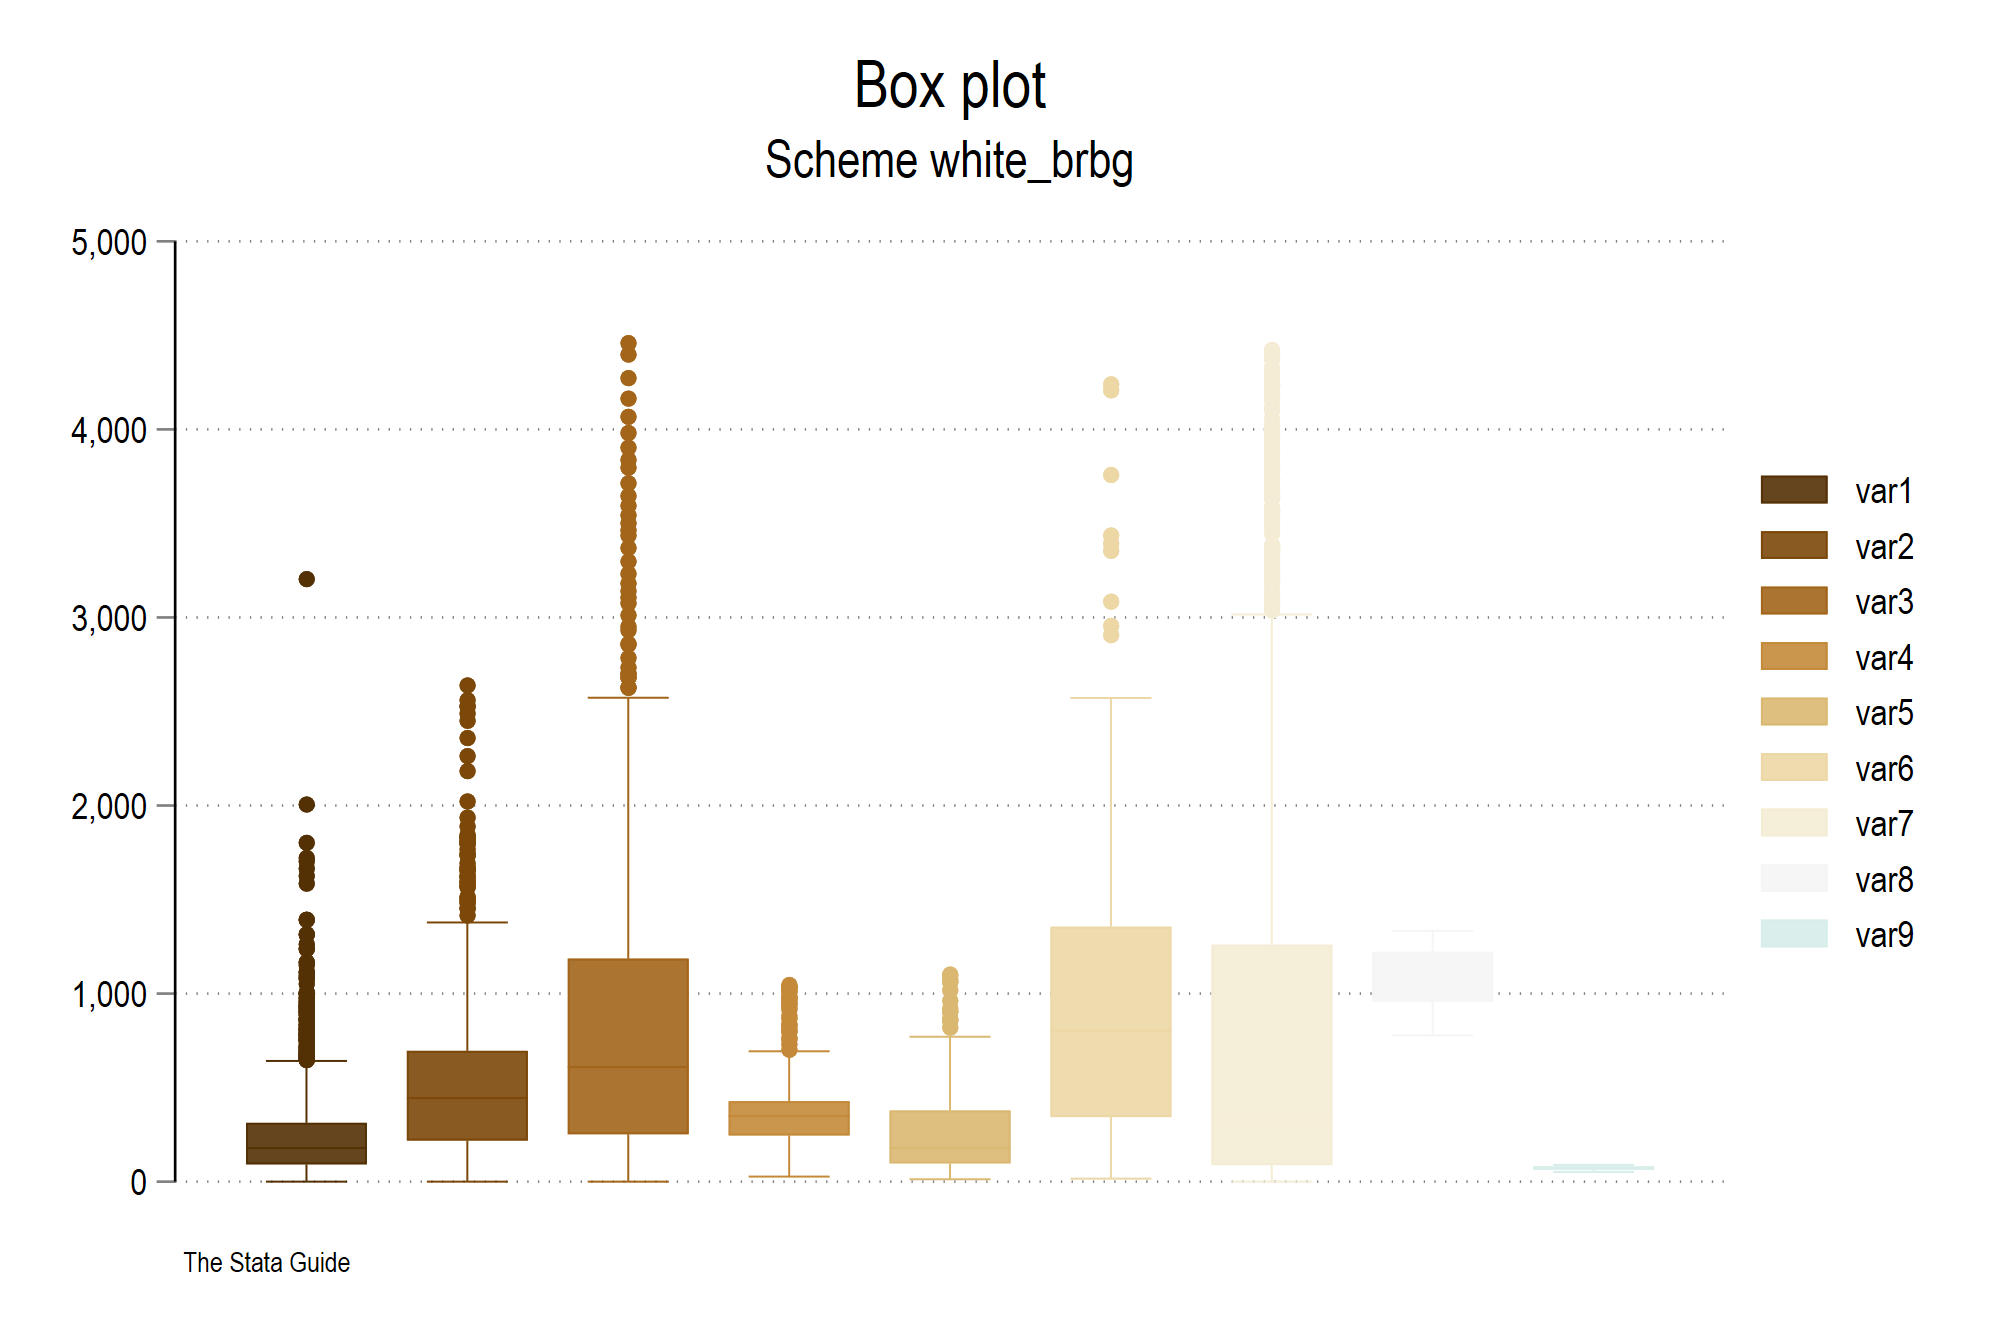 Box plot
Scheme white_brbg
5,000
4,000
3,000
2,000
1,000
0
var1
var2
var3
var4
var5
var6
var7
var8
var9
The Stata Guide